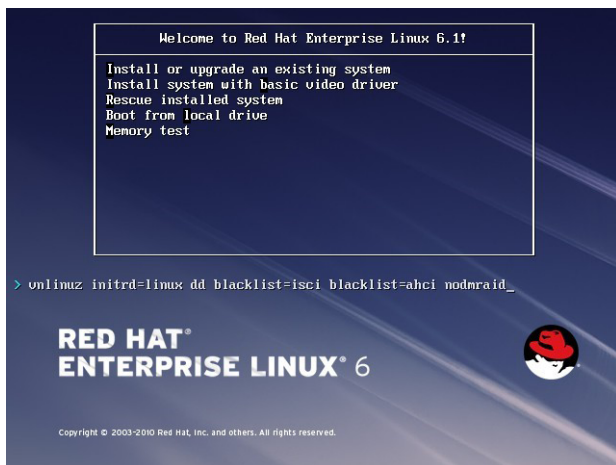 Welcome to Red Hat Enterprise Linux 6.1!
Install or upgrade an existing system
Install system with basic video driver
Rescue installed system
Boot from local drive
Memory test
> vmlinuz initrd=linux dd blacklist=isci blacklist=ahci nodmraid_
RED HAT®
ENTERPRISE LINUX® 6
Copyright © 2003-2010 Red Hat, Inc. and others. All rights reserved.